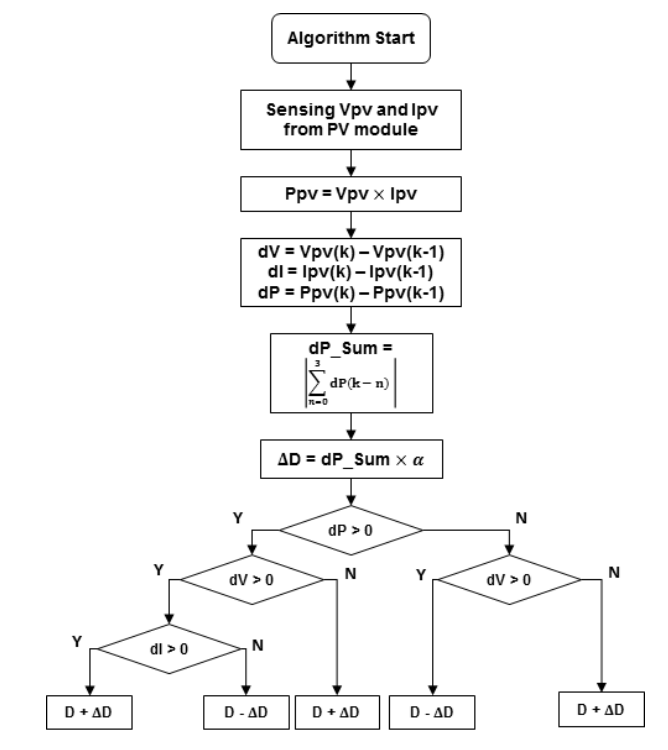 Algorithm Start
Sensing Vpv and Ipv
from PV module
Ppv = Vpv × Ipv
dV = Vpv(k) – Vpv(k-1)
dI = Ipv(k) – Ipv(k-1)
dP = Ppv(k) – Ppv(k-1)
dP_Sum =
3
|∑ dP(k – n)|
n=0
ΔD = dP_Sum × α
Y
dP > 0
N
Y
dV > 0
N
Y
dV > 0
N
Y
dI > 0
N
D + ΔD
D - ΔD
D + ΔD
D - ΔD
D + ΔD